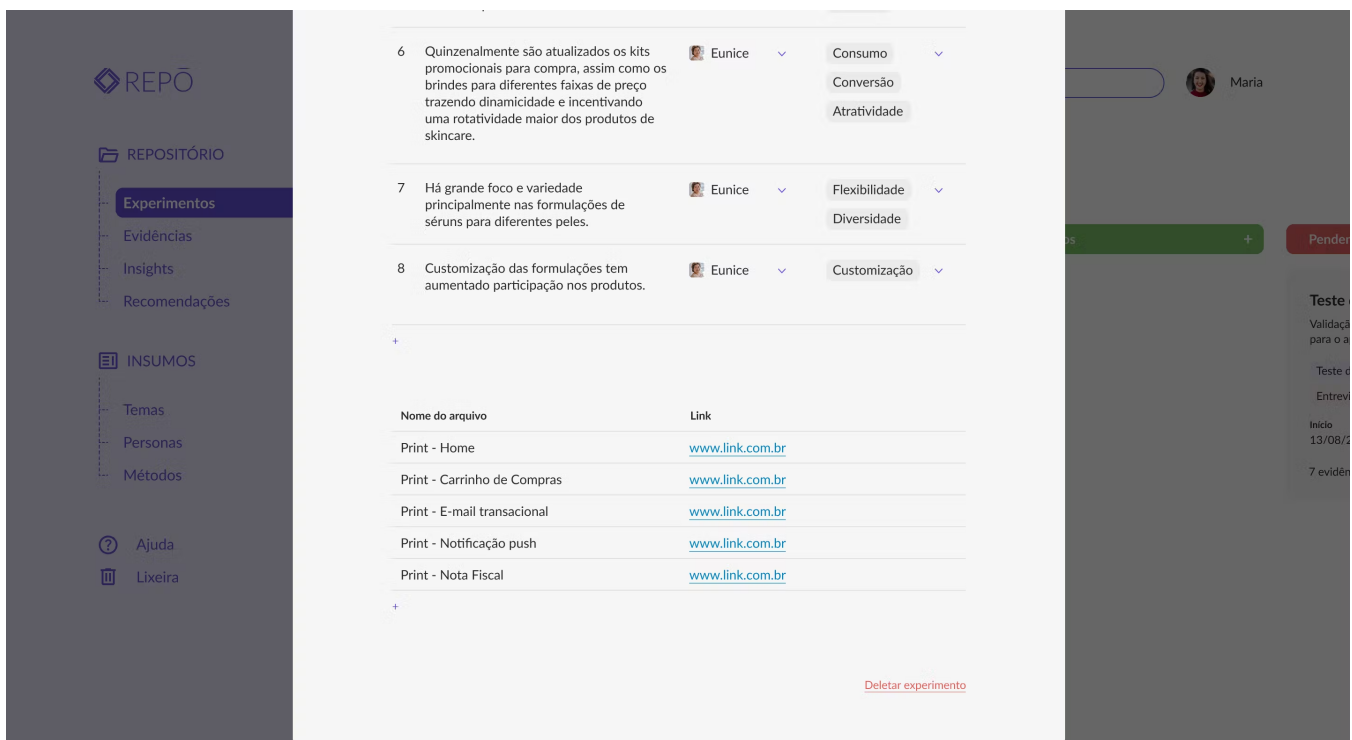 REPŌ
REPOSITÓRIO
Experimentos
Evidências
Insights
Recomendações
INSUMOS
Temas
Personas
Métodos
Ajuda
Lixeira
6 Quinzenalmente são atualizados os kits
promocionais para compra, assim como os
brindes para diferentes faixas de preço
trazendo dinamicidade e incentivando
uma rotatividade maior dos produtos de
skincare.
Eunice
Consumo
Conversão
Atratividade
7 Há grande foco e variedade
principalmente nas formulações de
séruns para diferentes peles.
Eunice
Flexibilidade
Diversidade
8 Customização das formulações tem
aumentado participação nos produtos.
Eunice
Customização
+
Nome do arquivo Link
Print - Home www.link.com.br
Print - Carrinho de Compras www.link.com.br
Print - E-mail transacional www.link.com.br
Print - Notificação push www.link.com.br
Print - Nota Fiscal www.link.com.br
+
Deletar experimento
Maria
os +
Penden
Teste
Validaçã
para o a
Teste d
Entrevi
Início
13/08/2
7 evidên